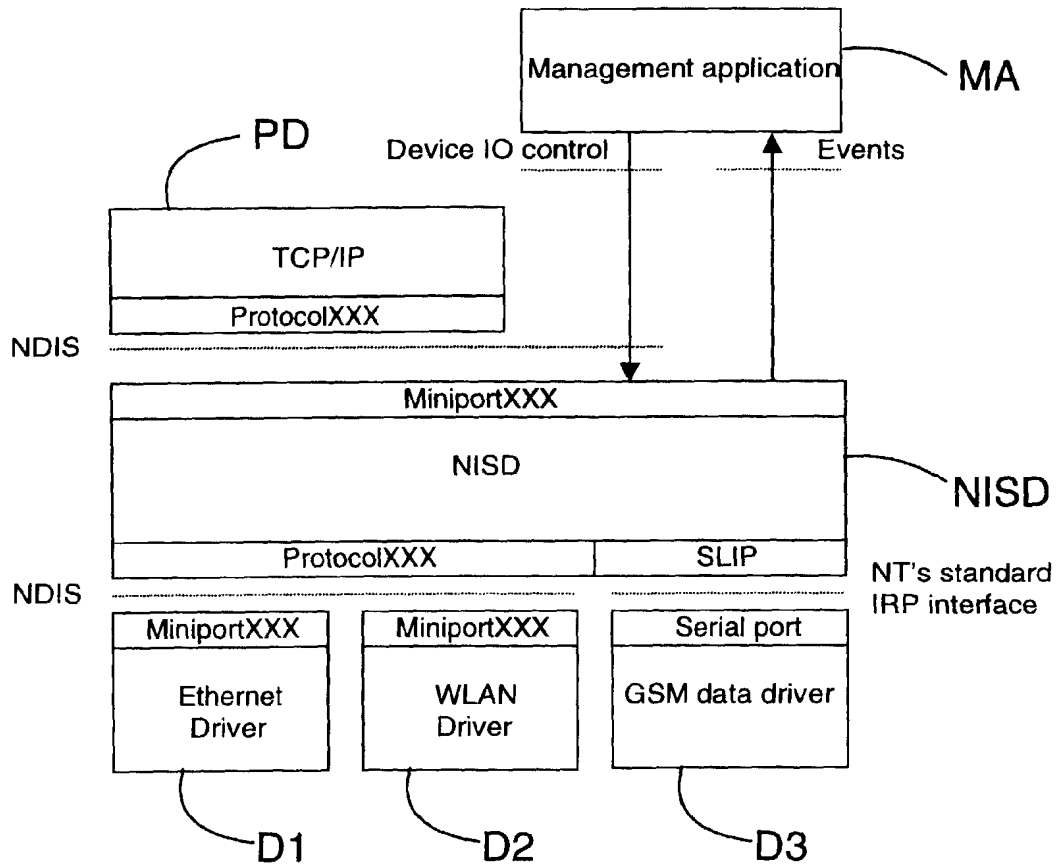 Management application
MA
PD
Device IO control
Events
TCP/IP
ProtocolXXX
NDIS
MiniportXXX
NISD
NISD
ProtocolXXX
SLIP
NDIS
NT's standard
IRP interface
MiniportXXX
MiniportXXX
Serial port
Ethernet
Driver
WLAN
Driver
GSM data driver
D1
D2
D3